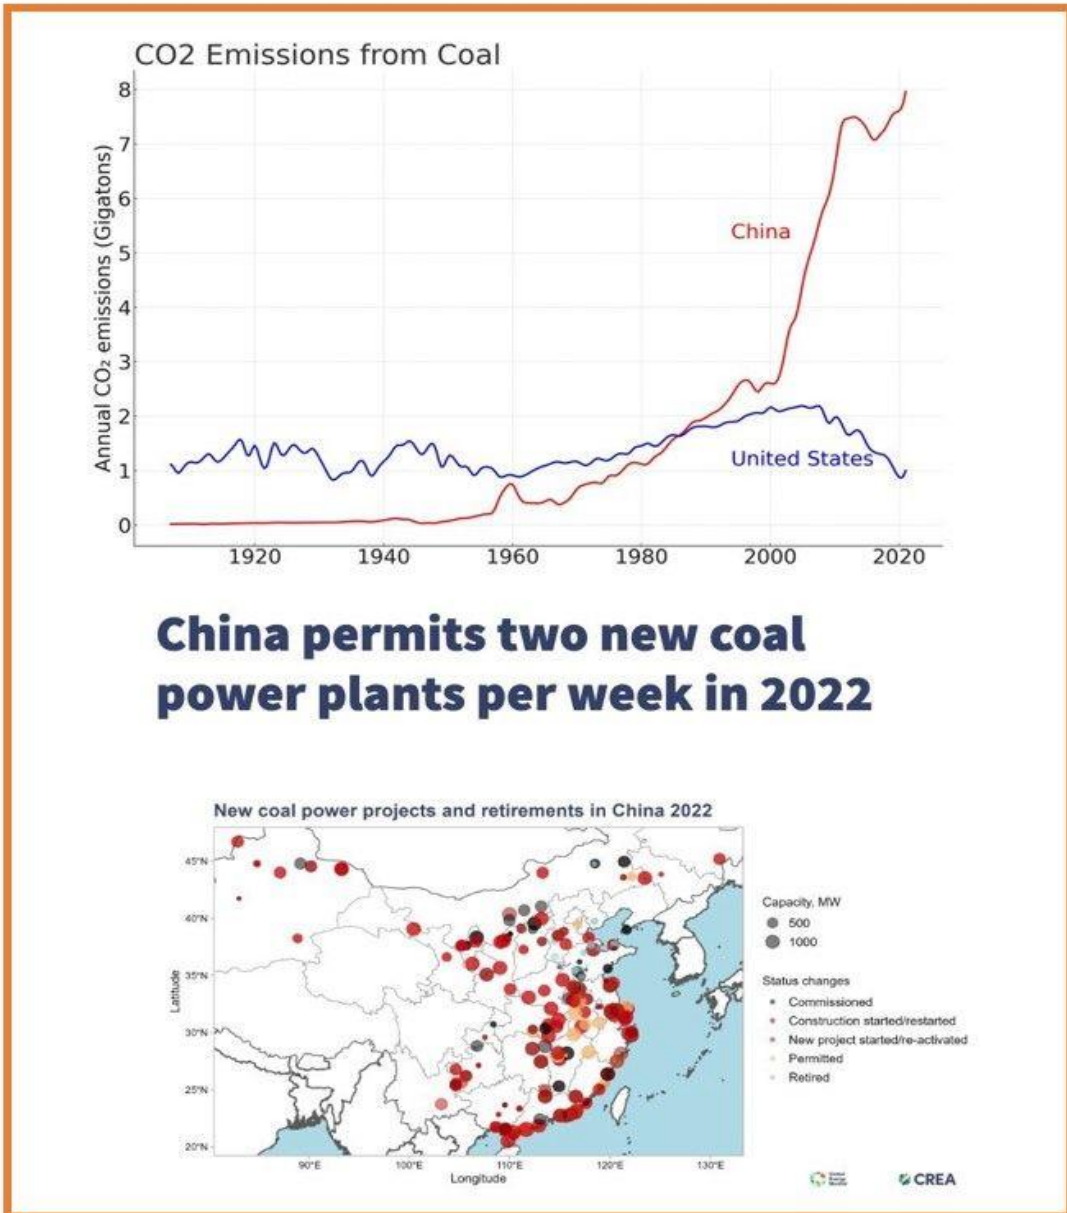 CO2 Emissions from Coal
Annual CO₂ emissions (Gigatons)
8
7
6
5
4
3
2
1
0
China
United States
1920 1940 1960 1980 2000 2020
China permits two new coal
power plants per week in 2022
New coal power projects and retirements in China 2022
Latitude
45°N
40°N
35°N
30°N
25°N
20°N
90°E 100°E 110°E 120°E 130°E
Longitude
Capacity, MW
500
1000
Status changes
Commissioned
Construction started/restarted
New project started/re-activated
Permitted
Retired
Global
Energy
Monitor
CREA